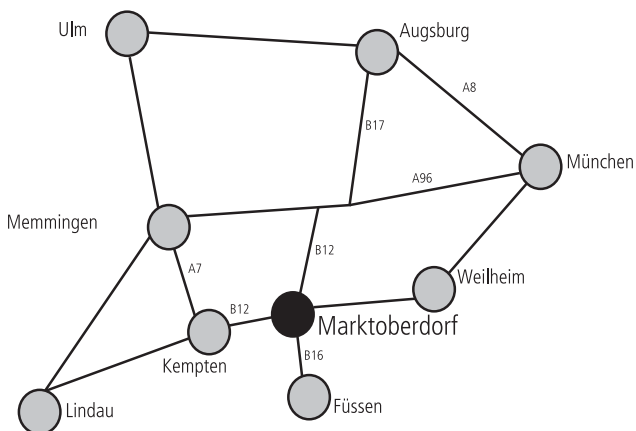 Ulm
Augsburg
A8
B17
München
A96
Memmingen
B12
A7
Weilheim
B12
Marktoberdorf
Kempten
B16
Lindau
Füssen